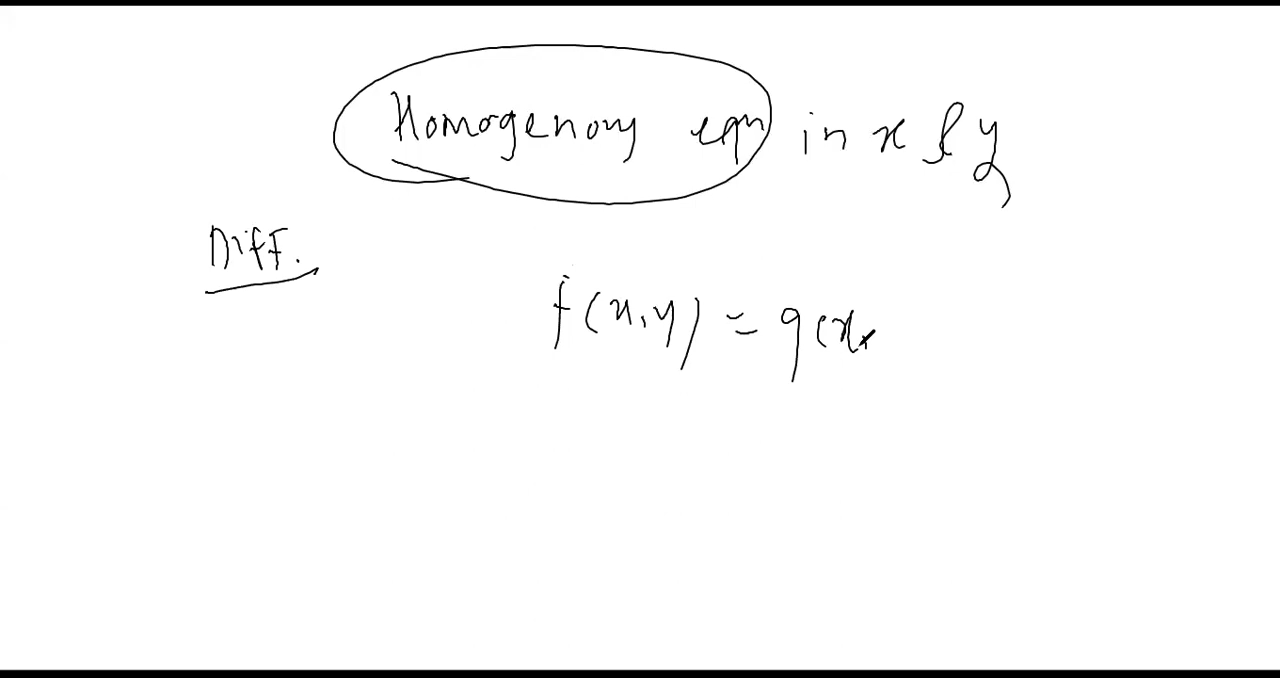 Homogenous eqn in x & y
Diff.
f(x,y) = g(x,